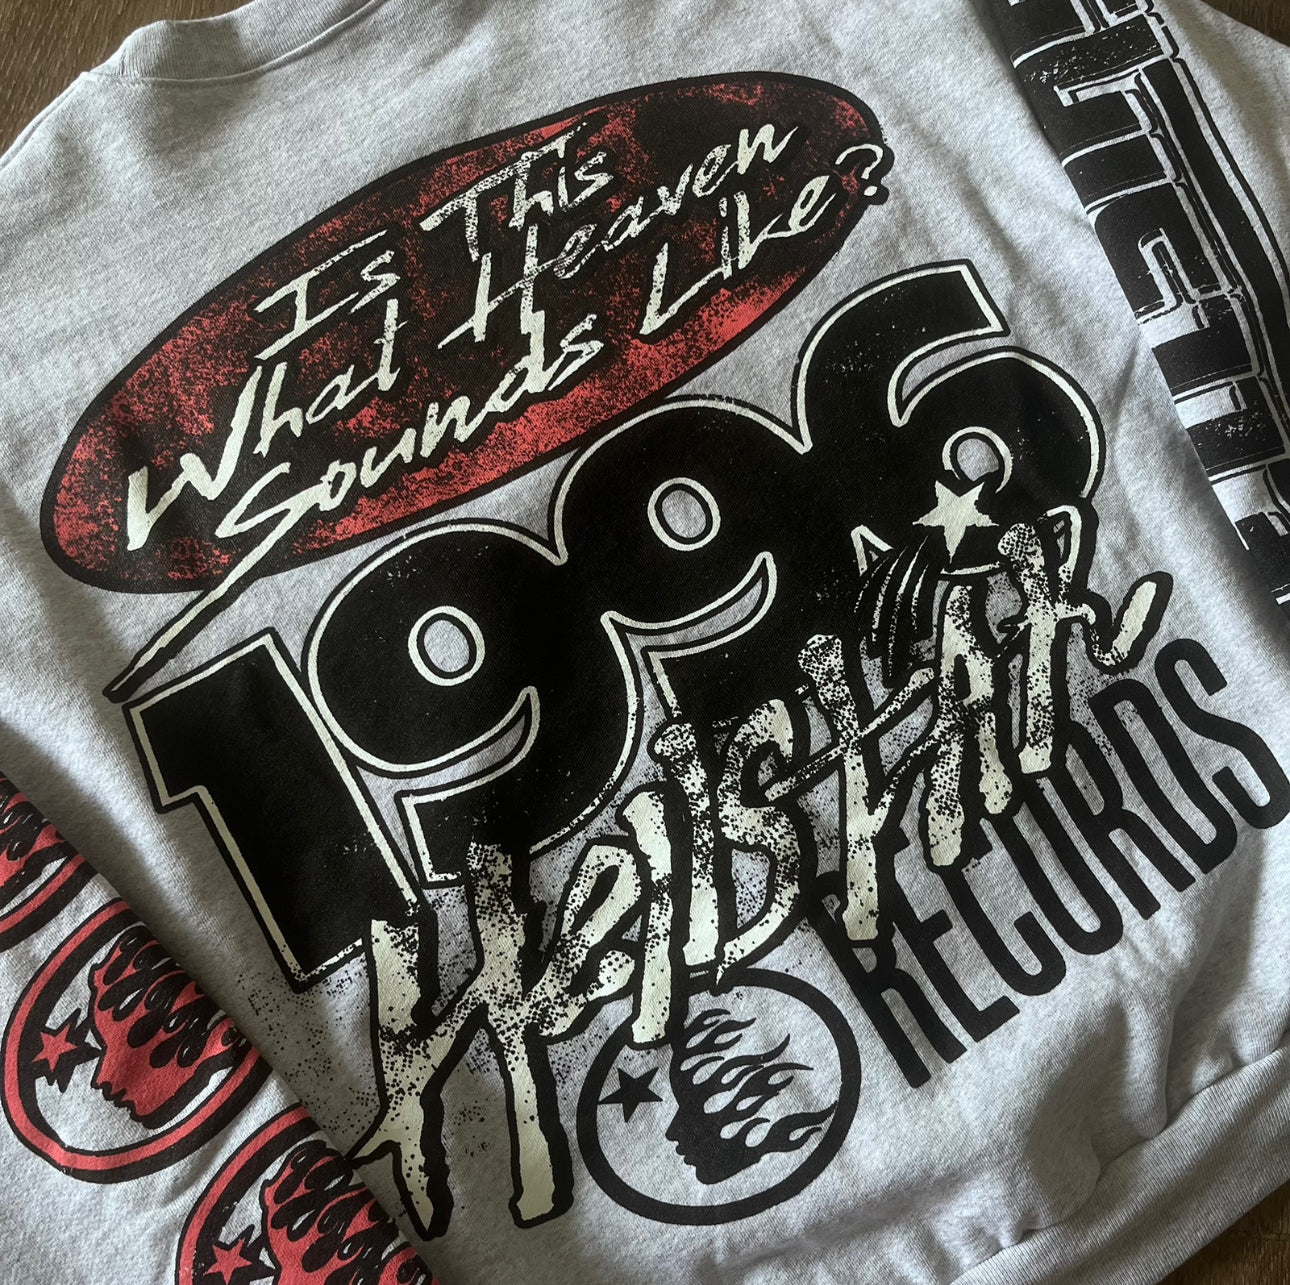 Is This
What Heaven
Sounds Like?
1996
HellStar.
RECORDS